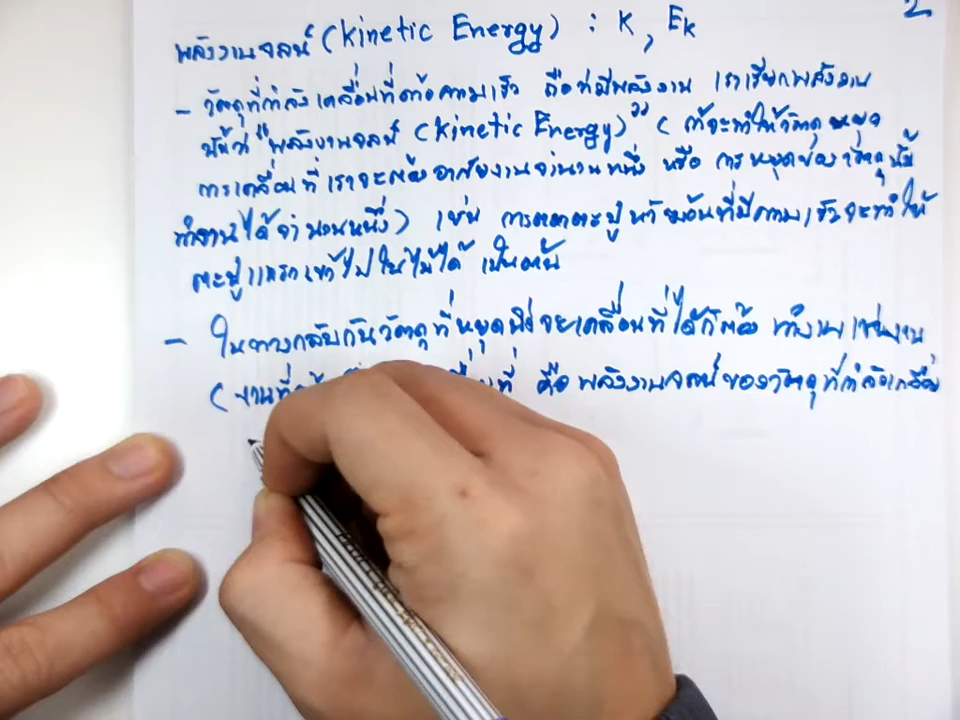 2
พลังงานจลน์ (Kinetic Energy) : K, Ek
- วัตถุที่กำลังเคลื่อนที่ด้วยความเร็ว ถือว่ามีพลังงาน เราเรียกพลังงาน
นี้ว่า "พลังงานจลน์ (Kinetic Energy)" (ถ้าจะทำให้วัตถุหยุด
การเคลื่อนที่เราจะต้องอาศัยงานจำนวนหนึ่ง หรือ การหยุดของวัตถุนั้น
ทำงานได้จำนวนหนึ่ง) เช่น การตอกตะปู หัวฆ้อนที่มีความเร็วจะทำให้
ตะปูแทรกเข้าไปในไม้ได้ เป็นต้น
- ในทางกลับกันวัตถุที่หยุดนิ่งจะเคลื่อนที่ได้ก็ต้อง ทำงาน เช่นงาน
(งานที่ ที่ คือ พลังงานจลน์ของวัตถุที่กำลังเคลื่อน